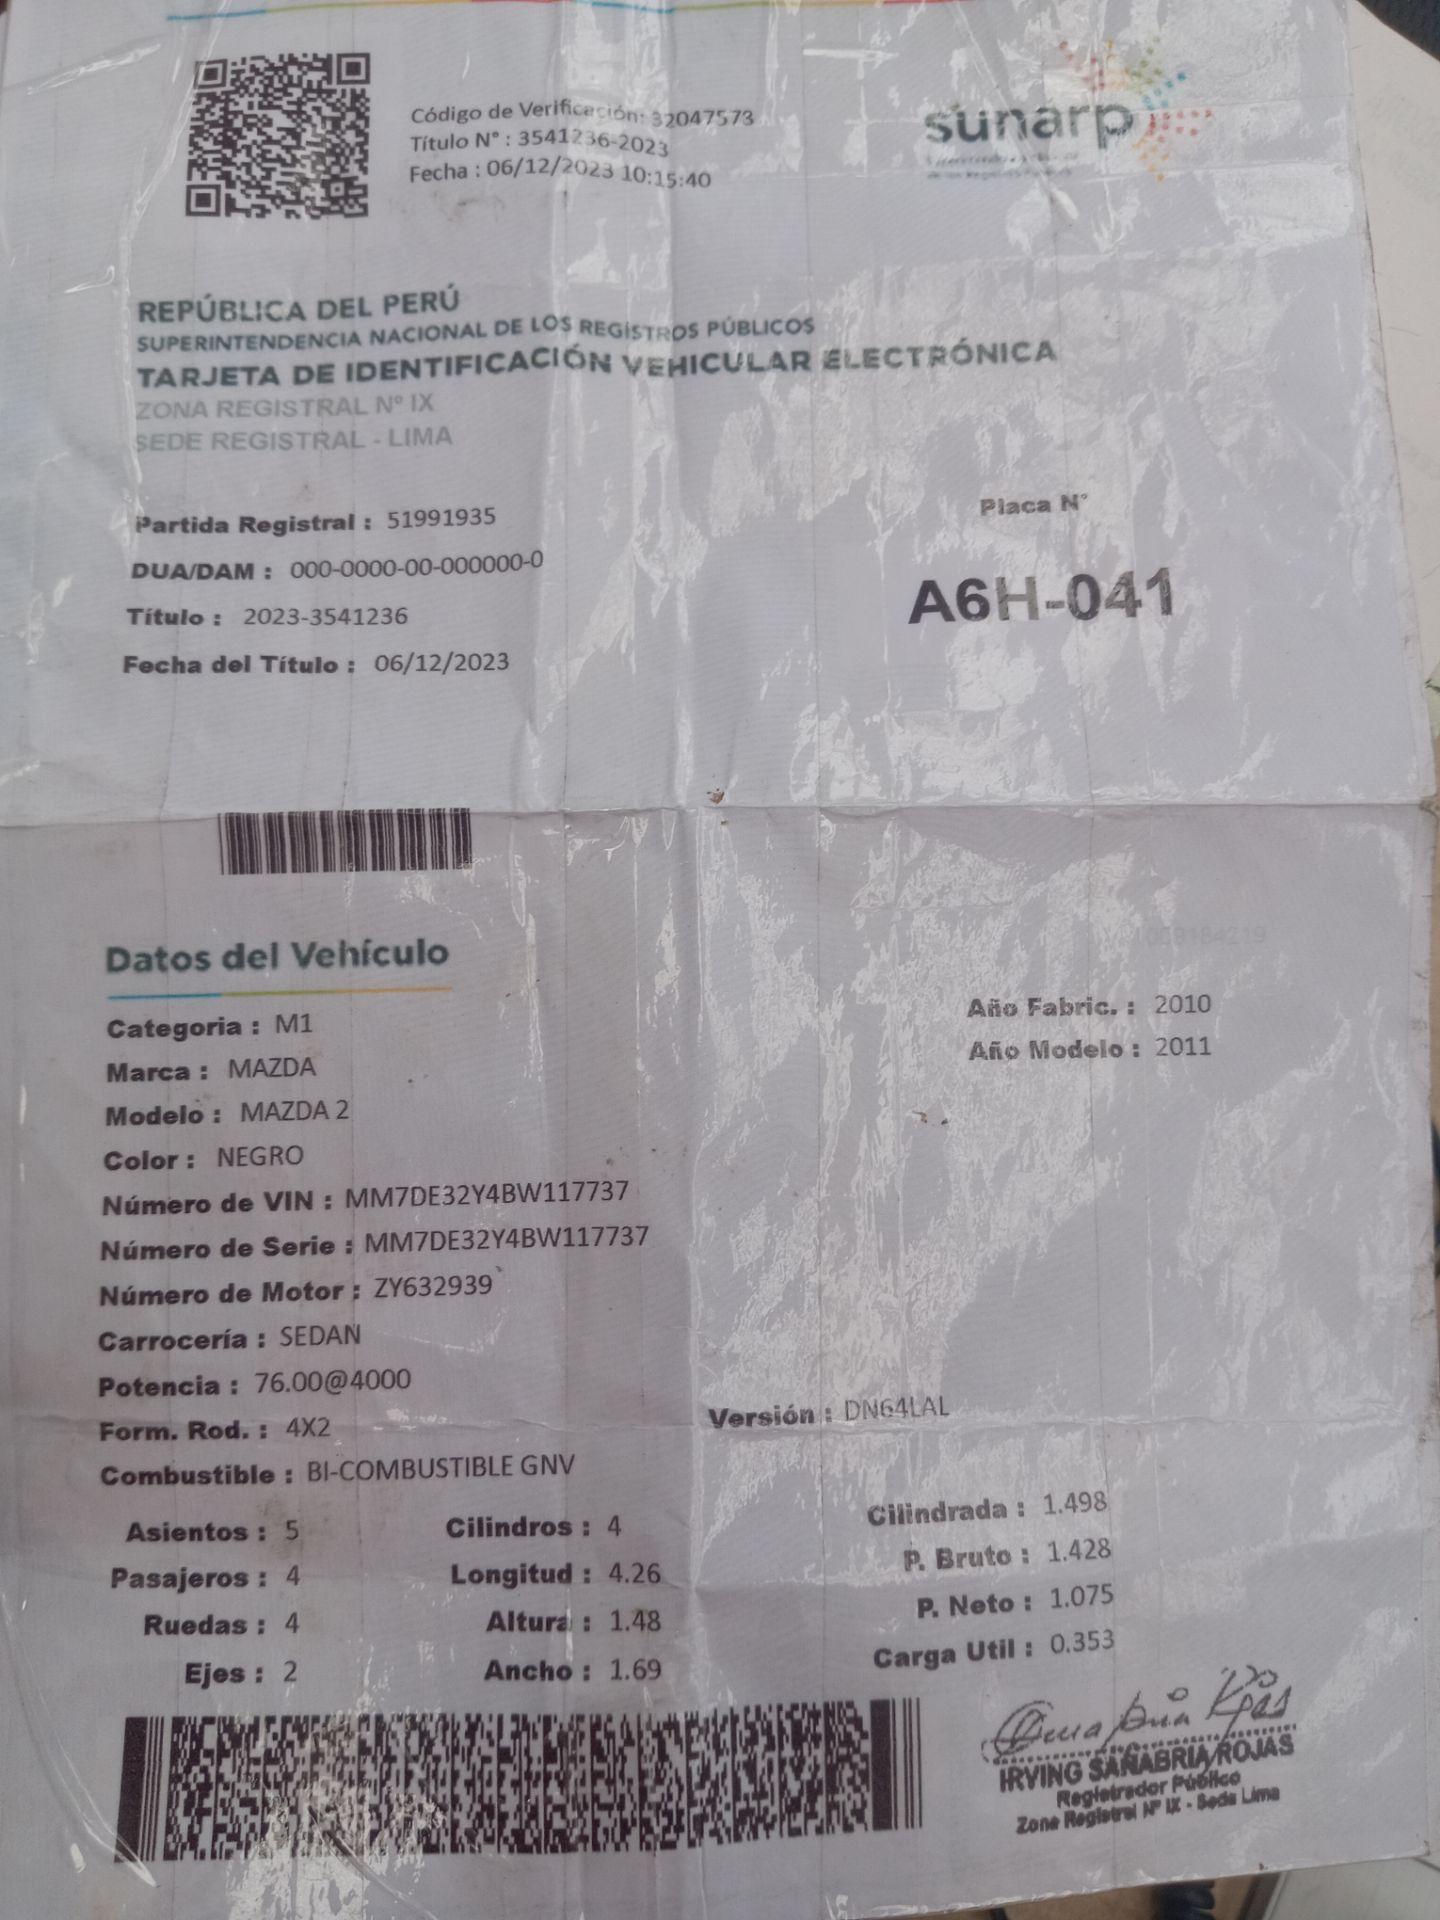 Código de Verificación: 32047573
Título N° : 3541236-2023
Fecha : 06/12/2023 10:15:40
sunarp
REPÚBLICA DEL PERÚ
SUPERINTENDENCIA NACIONAL DE LOS REGISTROS PÚBLICOS
TARJETA DE IDENTIFICACIÓN VEHICULAR ELECTRÓNICA
ZONA REGISTRAL Nº IX
SEDE REGISTRAL - LIMA
Partida Registral : 51991935
DUA/DAM : 000-0000-00-000000-0
Título : 2023-3541236
Fecha del Título : 06/12/2023
Placa N°
A6H-041
Datos del Vehículo
Categoria : M1
Marca : MAZDA
Modelo : MAZDA 2
Color : NEGRO
Número de VIN : MM7DE32Y4BW117737
Número de Serie : MM7DE32Y4BW117737
Número de Motor : ZY632939
Carrocería : SEDAN
Potencia : 76.00@4000
Form. Rod. : 4X2
Combustible : BI-COMBUSTIBLE GNV
Año Fabric. : 2010
Año Modelo : 2011
Versión : DN64LAL
Asientos : 5
Pasajeros : 4
Ruedas : 4
Ejes : 2
Cilindros : 4
Longitud : 4.26
Altura : 1.48
Ancho : 1.69
Cilindrada : 1.498
P. Bruto : 1.428
P. Neto : 1.075
Carga Util : 0.353
IRVING SANABRIA ROJAS
Registrador Público
Zona Registral Nº IX - Sede Lima